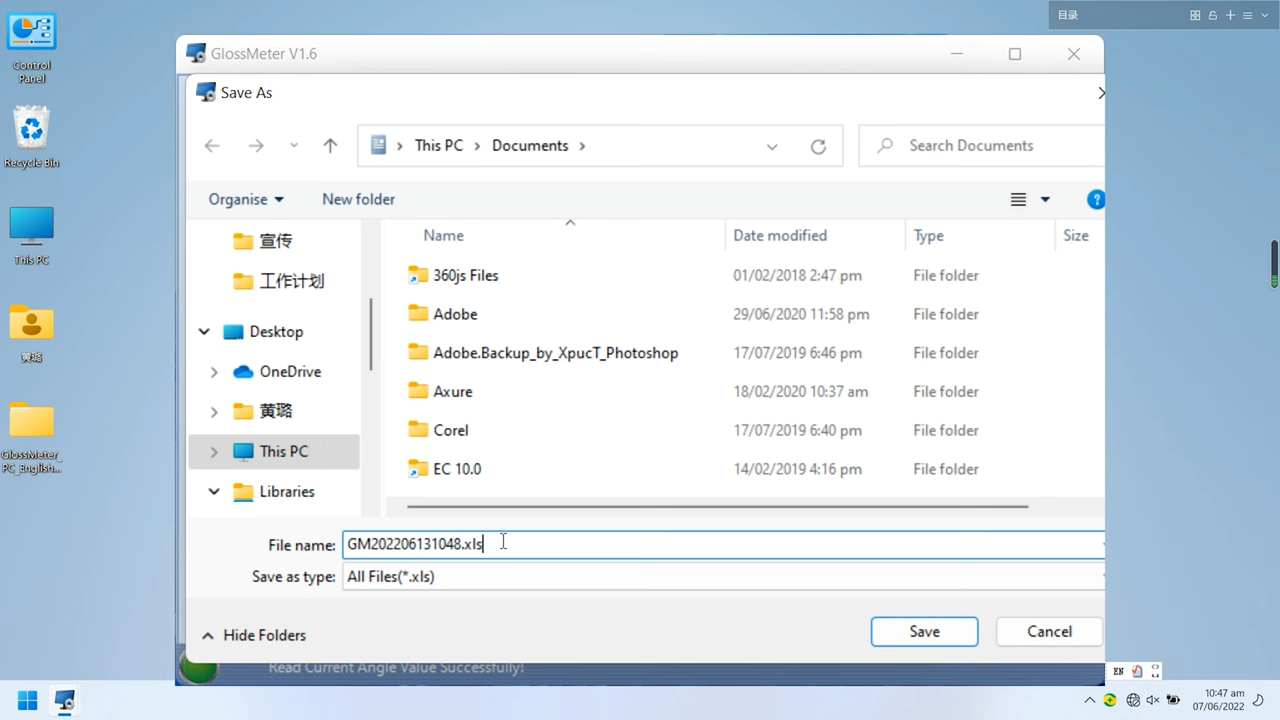 目录
Control
Panel
Recycle Bin
This PC
黄璐
GlossMeter_
PC_English...
GlossMeter V1.6
Save As
This PC > Documents >
Search Documents
Organise
New folder
宣传
工作计划
Desktop
OneDrive
黄璐
This PC
Libraries
Name Date modified Type Size
360js Files 01/02/2018 2:47 pm File folder
Adobe 29/06/2020 11:58 pm File folder
Adobe.Backup_by_XpucT_Photoshop 17/07/2019 6:46 pm File folder
Axure 18/02/2020 10:37 am File folder
Corel 17/07/2019 6:40 pm File folder
EC 10.0 14/02/2019 4:16 pm File folder
File name: GM202206131048.xls
Save as type: All Files(*.xls)
Hide Folders
Save
Cancel
Read Current Angle Value Successfully!
EN
10:47 am
07/06/2022